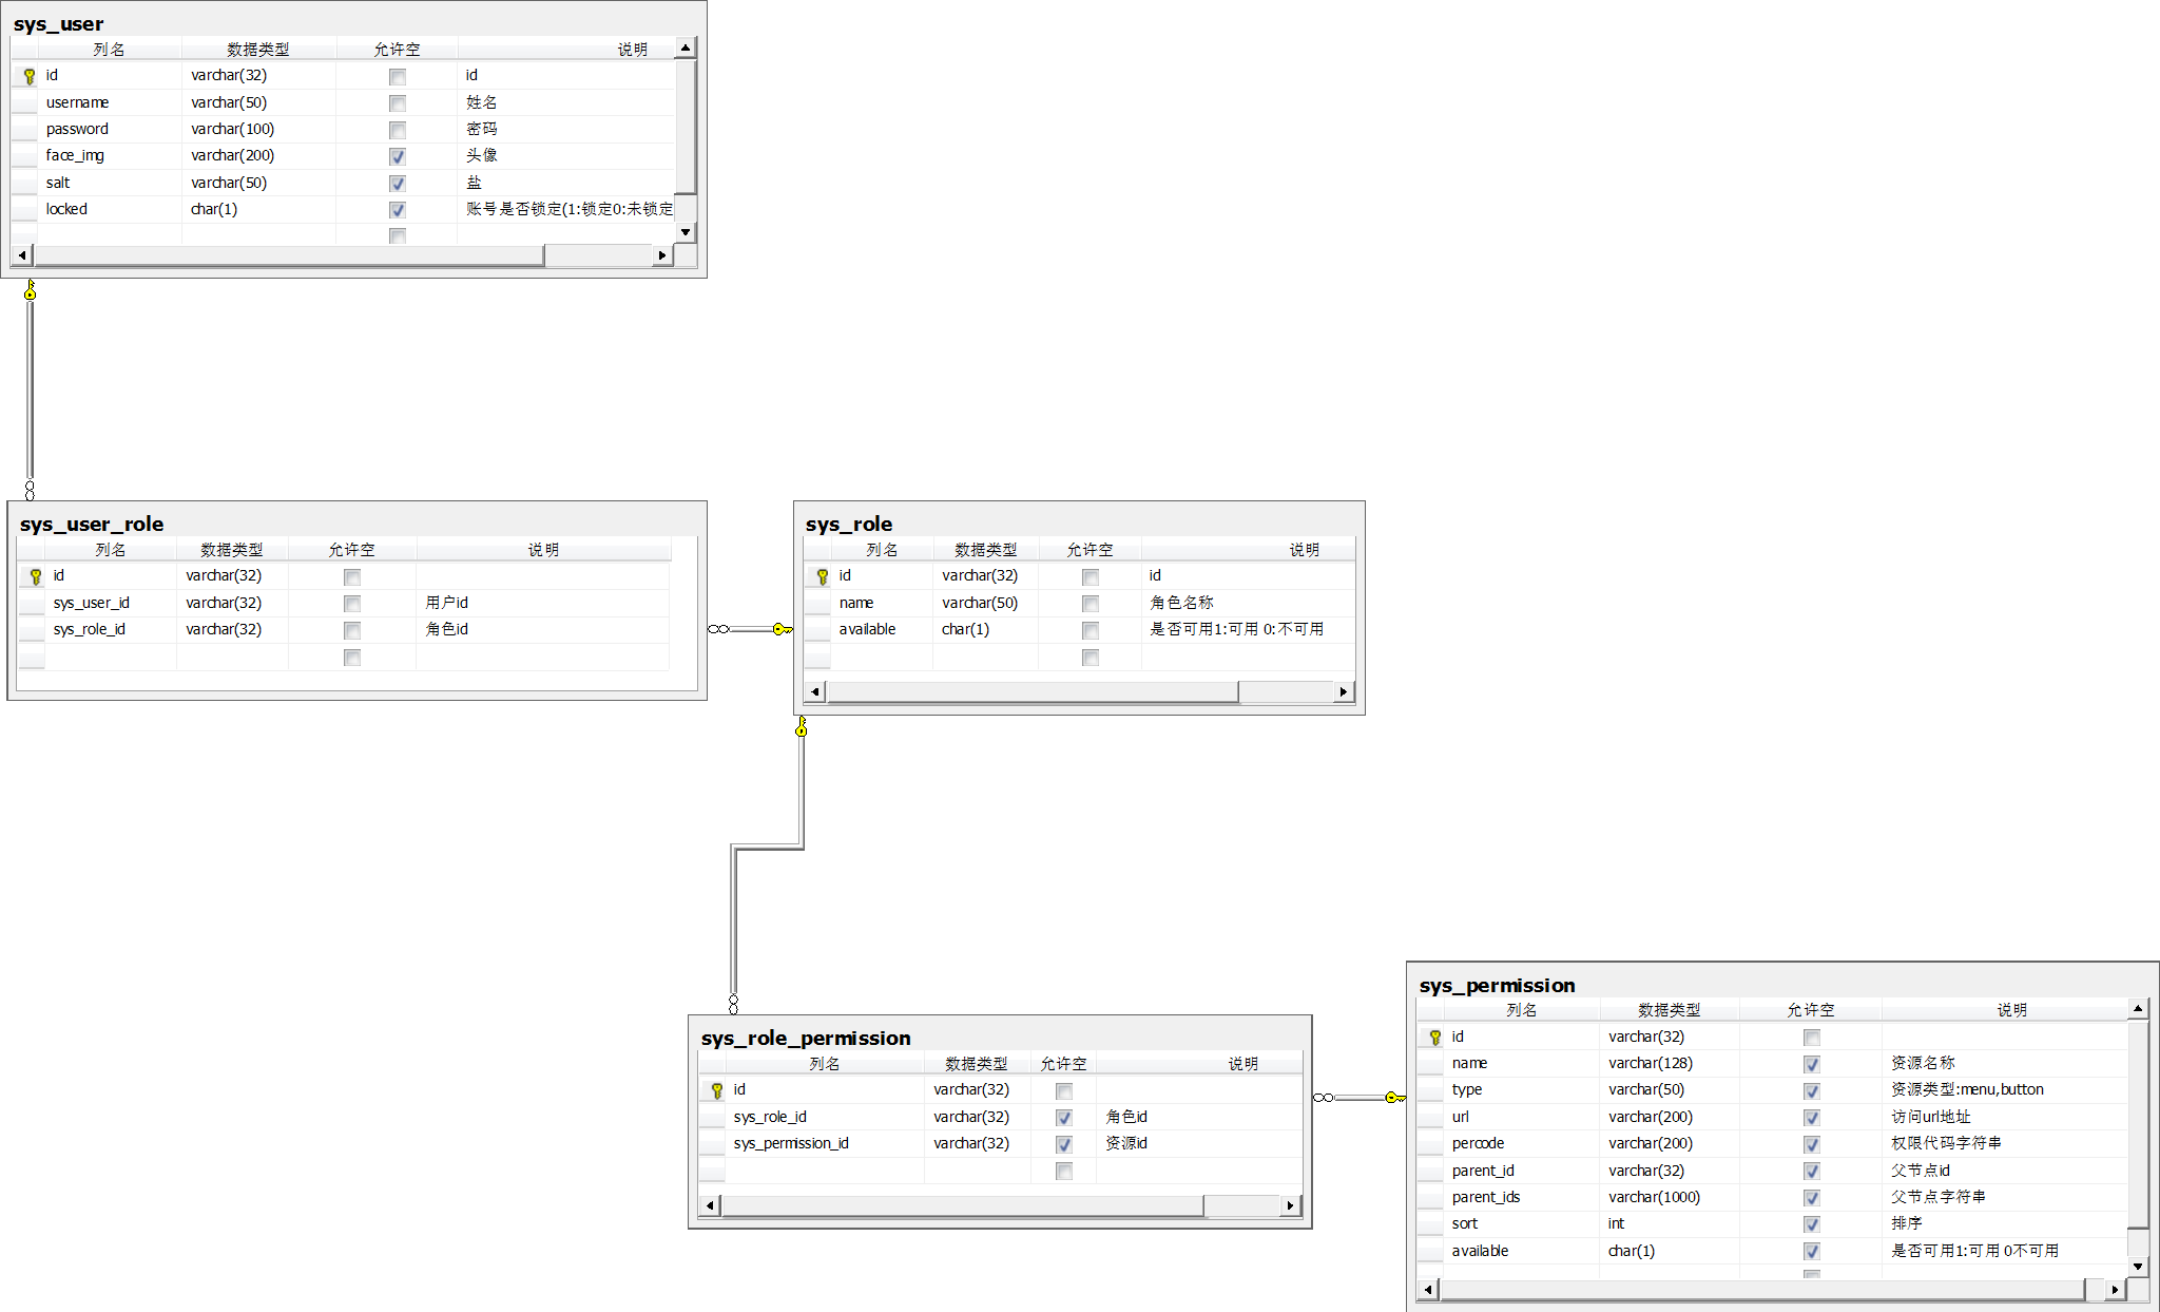 sys_user
列名 数据类型 允许空 说明
id varchar(32) id
username varchar(50) 姓名
password varchar(100) 密码
face_img varchar(200) 头像
salt varchar(50) 盐
locked char(1) 账号是否锁定(1:锁定0:未锁定
sys_user_role
列名 数据类型 允许空 说明
id varchar(32)
sys_user_id varchar(32) 用户id
sys_role_id varchar(32) 角色id
sys_role
列名 数据类型 允许空 说明
id varchar(32) id
name varchar(50) 角色名称
available char(1) 是否可用1:可用 0:不可用
sys_role_permission
列名 数据类型 允许空 说明
id varchar(32)
sys_role_id varchar(32) 角色id
sys_permission_id varchar(32) 资源id
sys_permission
列名 数据类型 允许空 说明
id varchar(32)
name varchar(128) 资源名称
type varchar(50) 资源类型:menu,button
url varchar(200) 访问url地址
percode varchar(200) 权限代码字符串
parent_id varchar(32) 父节点id
parent_ids varchar(1000) 父节点字符串
sort int 排序
available char(1) 是否可用1:可用 0不可用